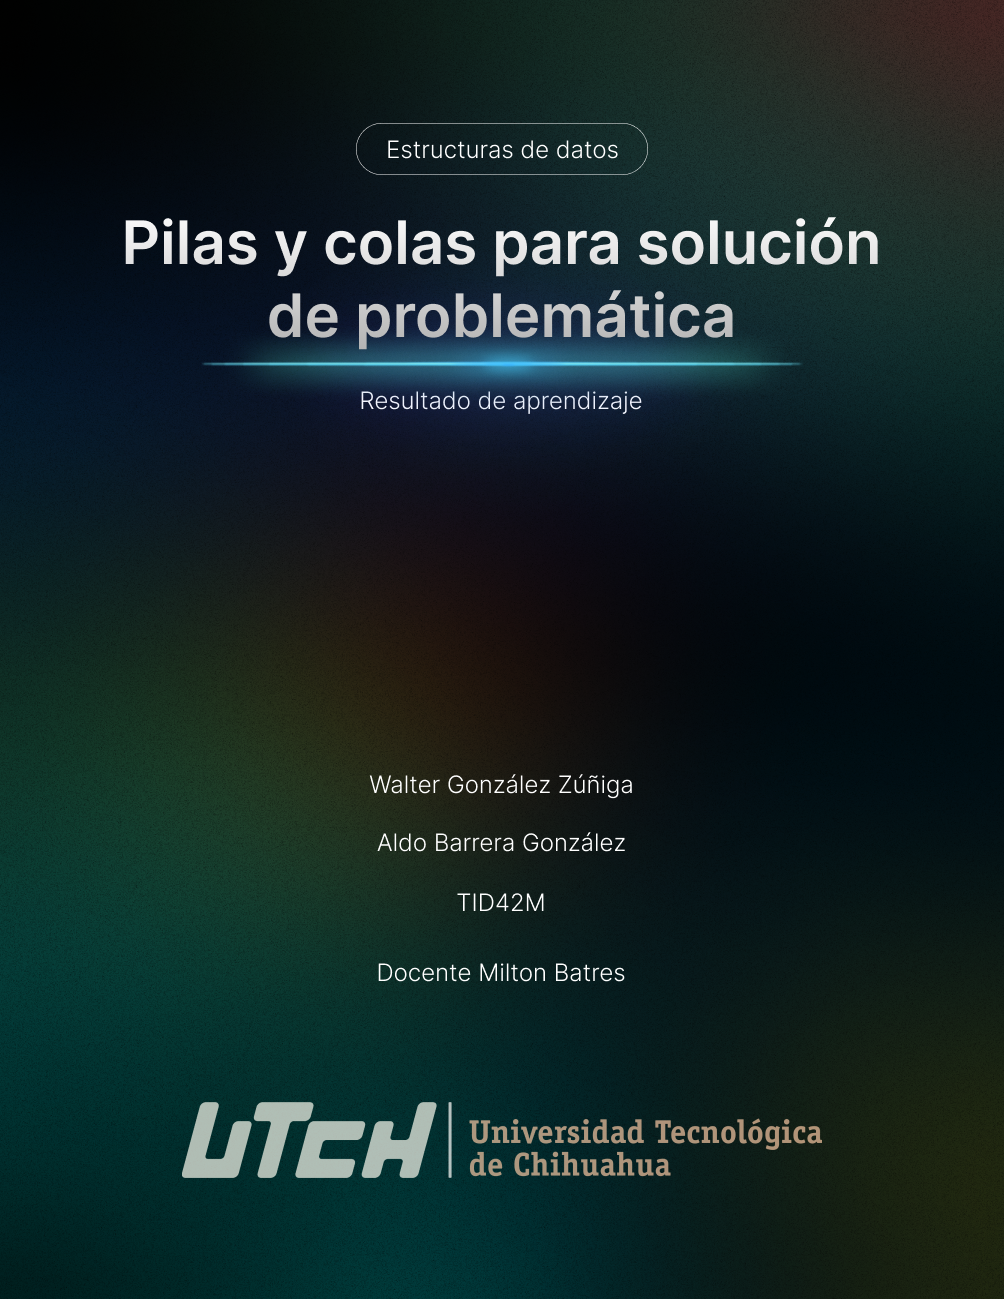 Estructuras de datos
Pilas y colas para solución
de problemática
Resultado de aprendizaje
Walter González Zúñiga
Aldo Barrera González
TID42M
Docente Milton Batres
UTCH
Universidad Tecnológica
de Chihuahua